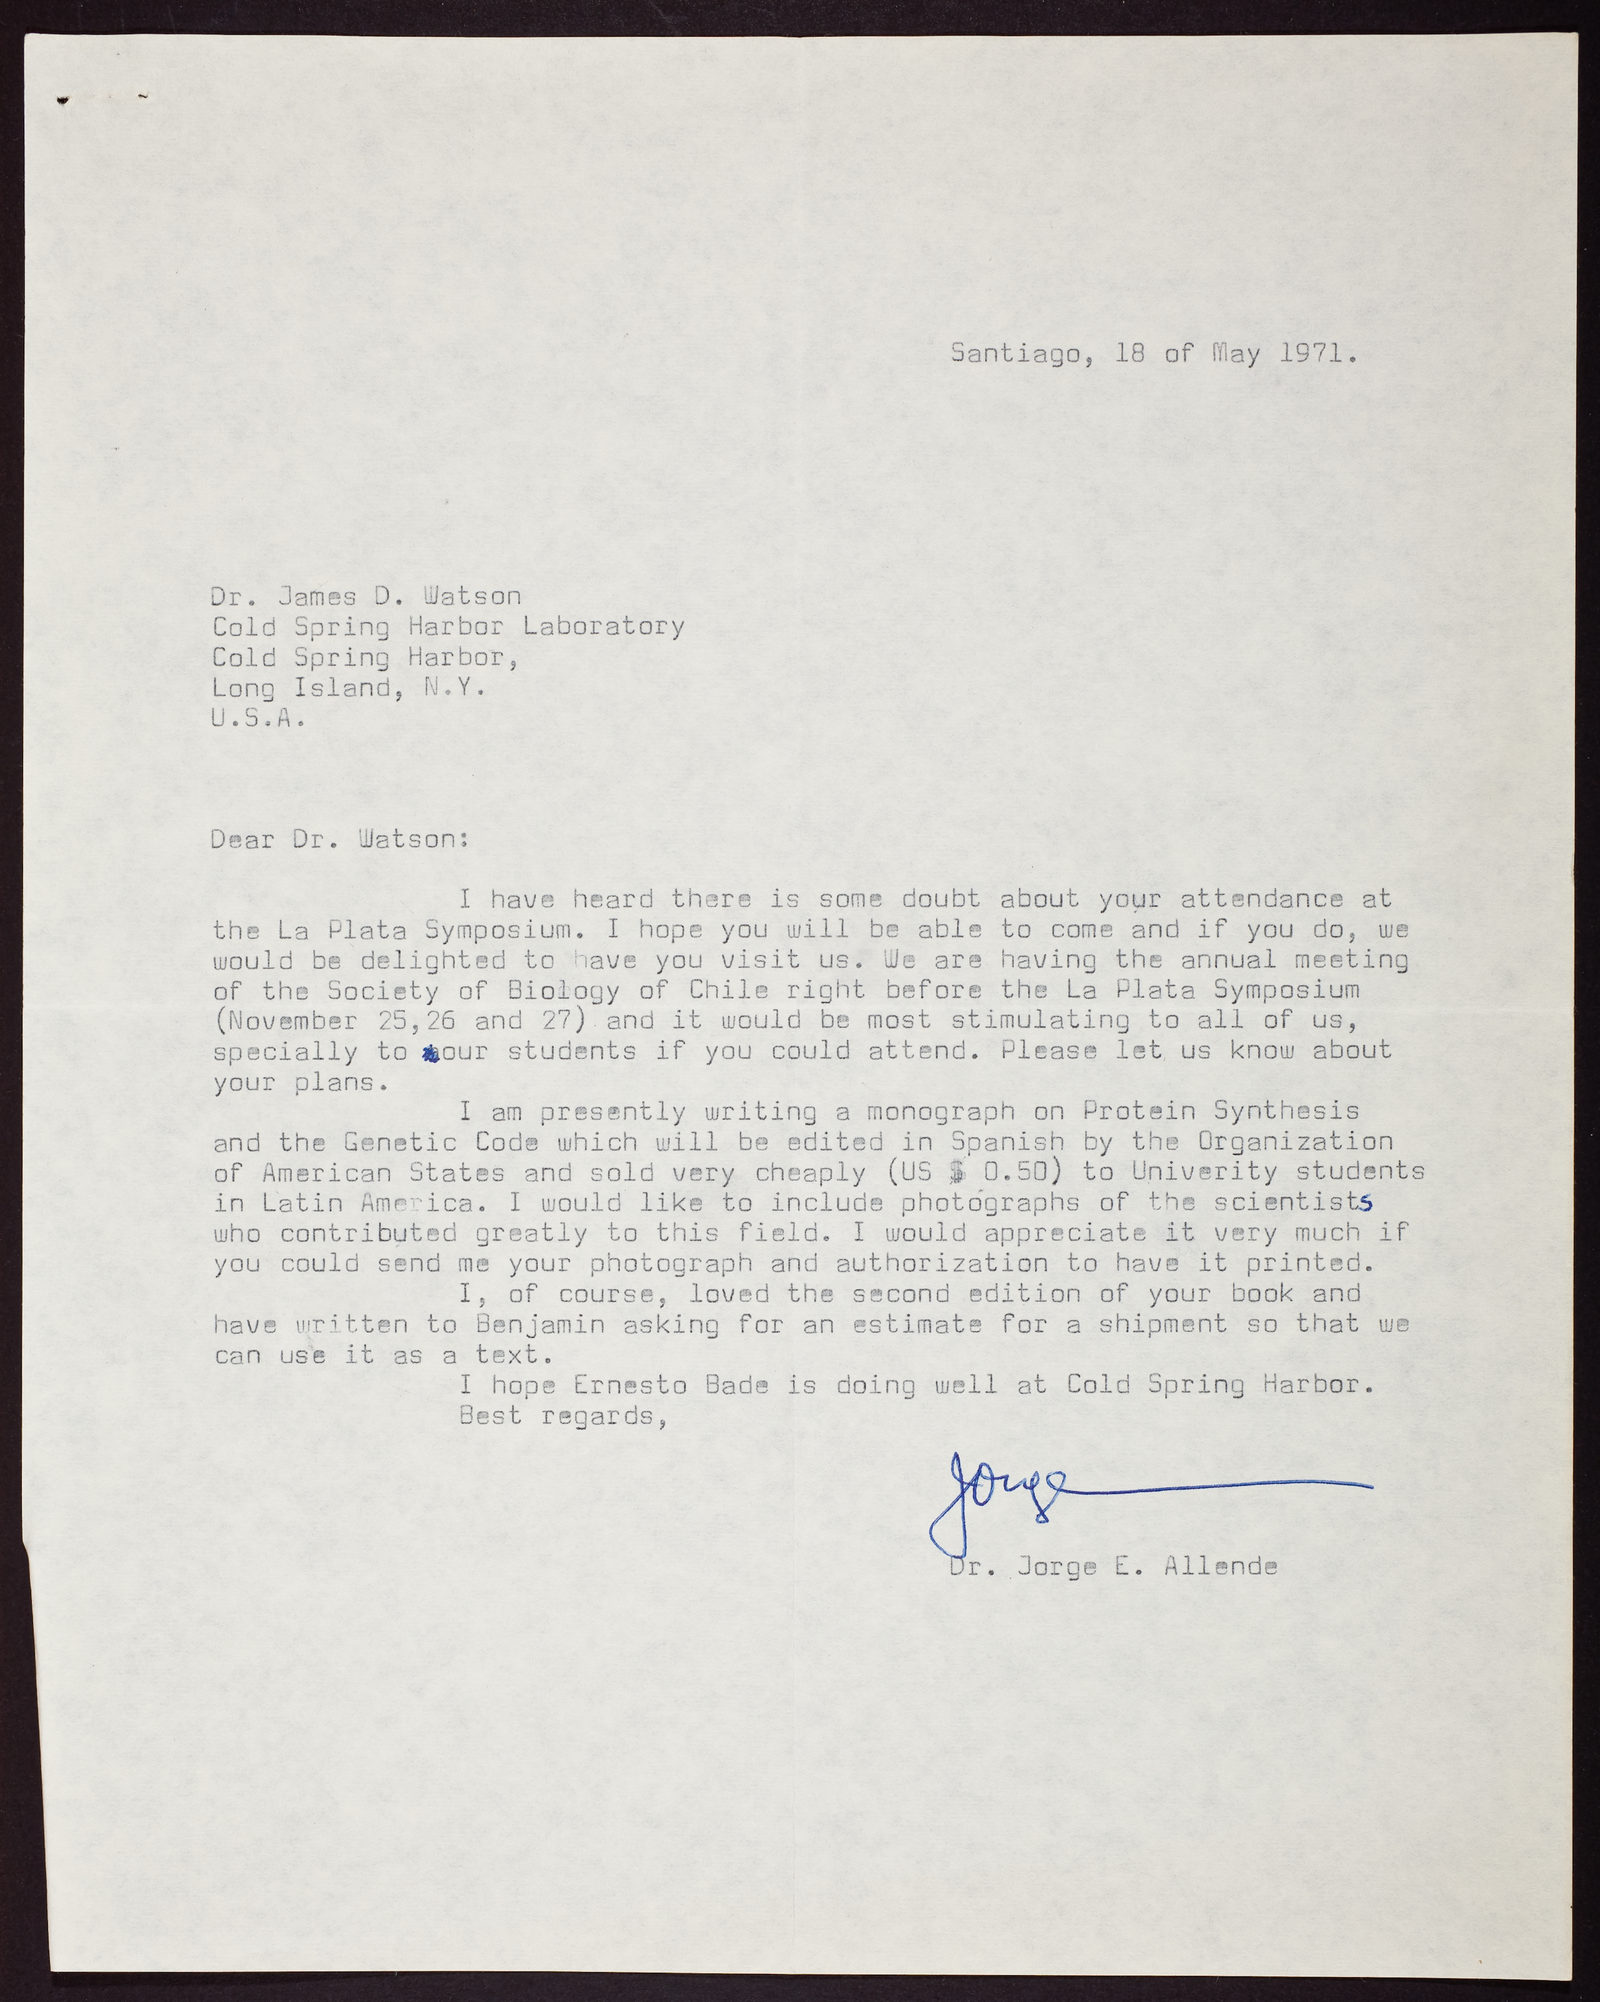 Santiago, 18 of May 1971.
Dr. James D. Watson
Cold Spring Harbor Laboratory
Cold Spring Harbor,
Long Island, N.Y.
U.S.A.
Dear Dr. Watson:
I have heard there is some doubt about your attendance at
the La Plata Symposium. I hope you will be able to come and if you do, we
would be delighted to have you visit us. We are having the annual meeting
of the Society of Biology of Chile right before the La Plata Symposium
(November 25,26 and 27) and it would be most stimulating to all of us,
specially to our students if you could attend. Please let us know about
your plans.
I am presently writing a monograph on Protein Synthesis
and the Genetic Code which will be edited in Spanish by the Organization
of American States and sold very cheaply (US $ 0.50) to Univerity students
in Latin America. I would like to include photographs of the scientists
who contributed greatly to this field. I would appreciate it very much if
you could send me your photograph and authorization to have it printed.
I, of course, loved the second edition of your book and
have written to Benjamin asking for an estimate for a shipment so that we
can use it as a text.
I hope Ernesto Bade is doing well at Cold Spring Harbor.
Best regards,
Jorge
Dr. Jorge E. Allende